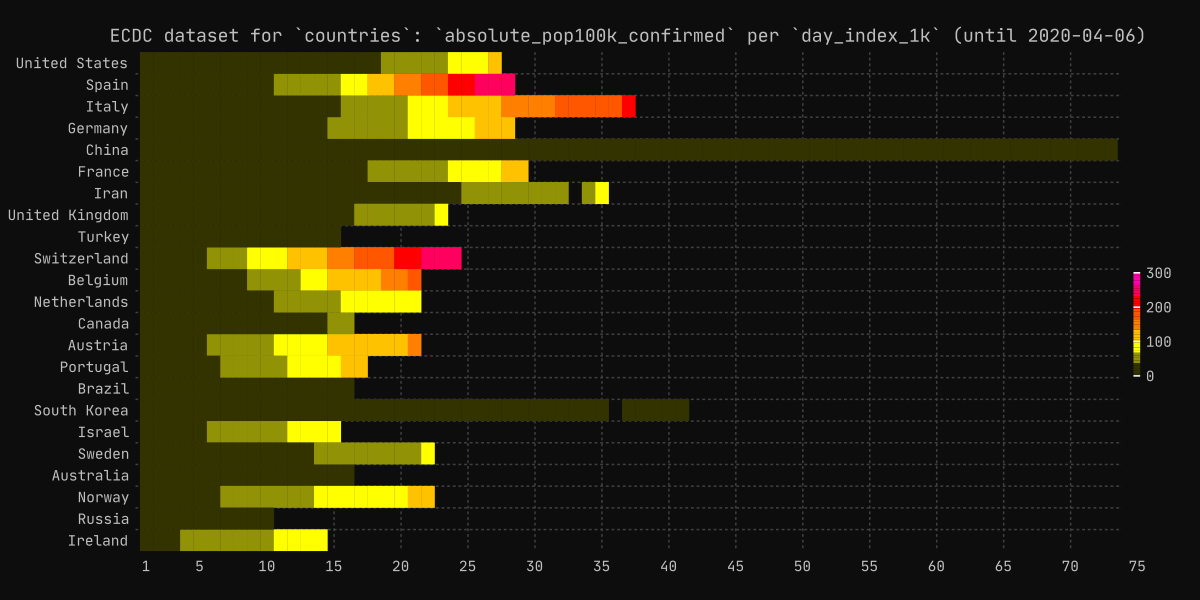 ECDC dataset for `countries`: `absolute_pop100k_confirmed` per `day_index_1k` (until 2020-04-06)
United States
Spain
Italy
Germany
China
France
Iran
United Kingdom
Turkey
Switzerland
Belgium
Netherlands
Canada
Austria
Portugal
Brazil
South Korea
Israel
Sweden
Australia
Norway
Russia
Ireland
1 5 10 15 20 25 30 35 40 45 50 55 60 65 70 75
300
200
100
0